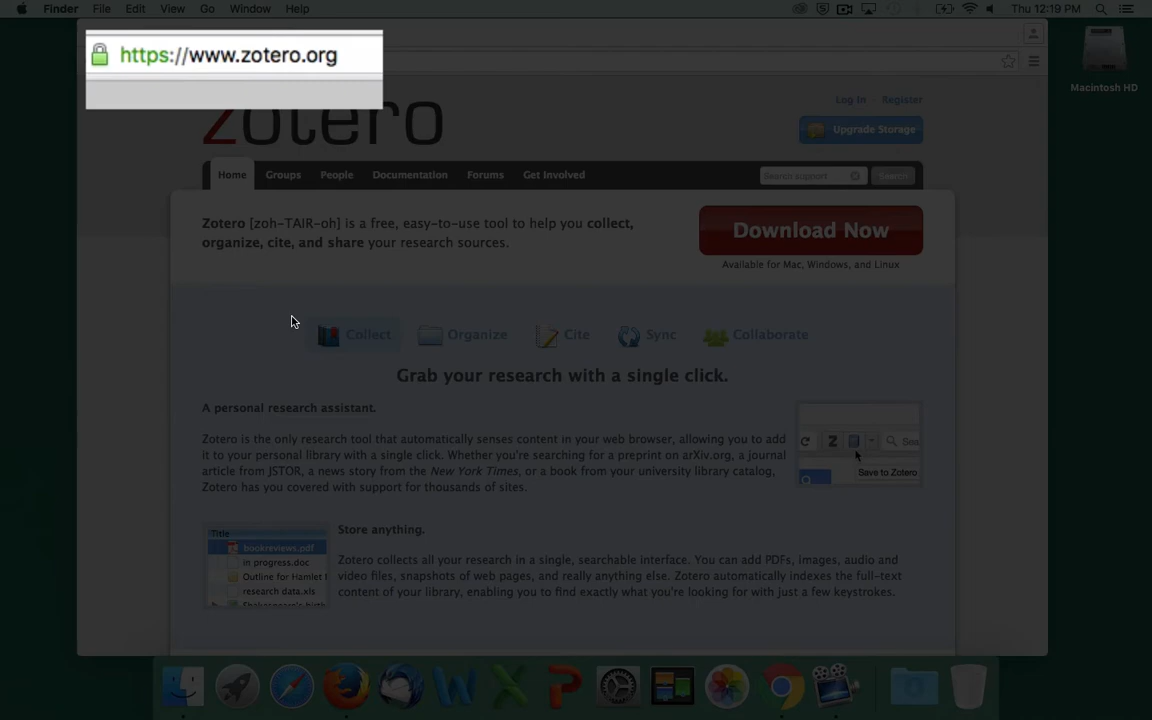 Finder File Edit View Go Window Help Thu 12:19 PM
https://www.zotero.org
Macintosh HD
zotero
Log In · Register
Upgrade Storage
Home Groups People Documentation Forums Get Involved
Search support Search
Zotero [zoh-TAIR-oh] is a free, easy-to-use tool to help you collect,
organize, cite, and share your research sources.
Download Now
Available for Mac, Windows, and Linux
Collect Organize Cite Sync Collaborate
Grab your research with a single click.
A personal research assistant.
Zotero is the only research tool that automatically senses content in your web browser, allowing you to add
it to your personal library with a single click. Whether you're searching for a preprint on arXiv.org, a journal
article from JSTOR, a news story from the New York Times, or a book from your university library catalog,
Zotero has you covered with support for thousands of sites.
Z Sea
Save to Zotero
Store anything.
Zotero collects all your research in a single, searchable interface. You can add PDFs, images, audio and
video files, snapshots of web pages, and really anything else. Zotero automatically indexes the full-text
content of your library, enabling you to find exactly what you're looking for with just a few keystrokes.
Title
bookreviews.pdf
in progress.doc
Outline for Hamlet
research data.xls